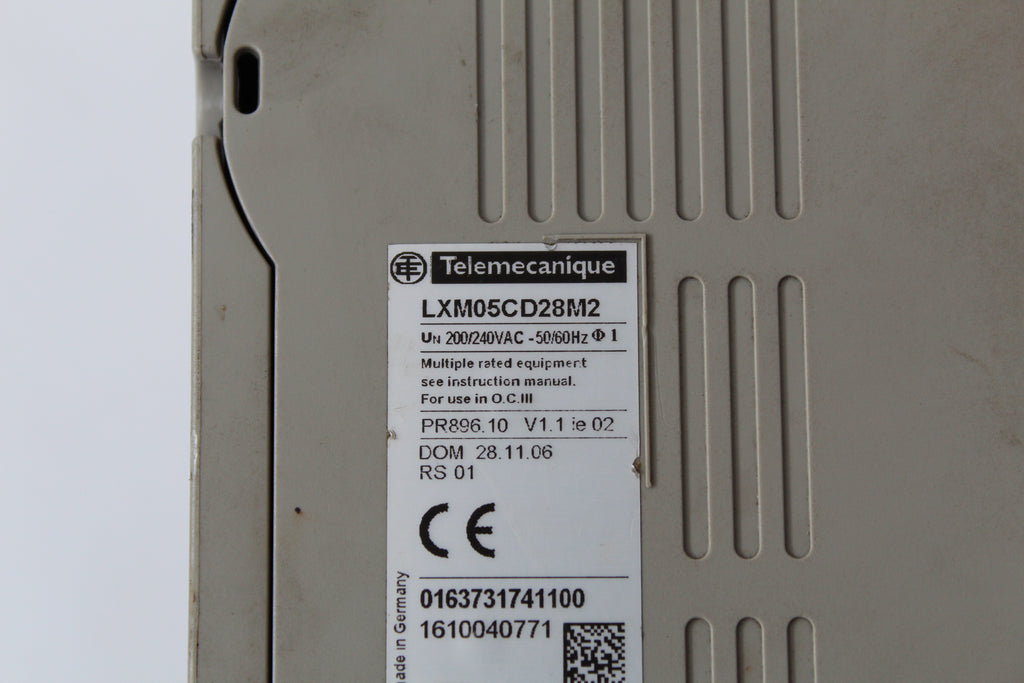 Telemecanique
LXM05CD28M2
UN 200/240VAC -50/60Hz Φ 1
Multiple rated equipment
see instruction manual.
For use in O.C.III
PR896.10 V1.1 ie 02
DOM 28.11.06
RS 01
CE
0163731741100
1610040771
ade in Germany